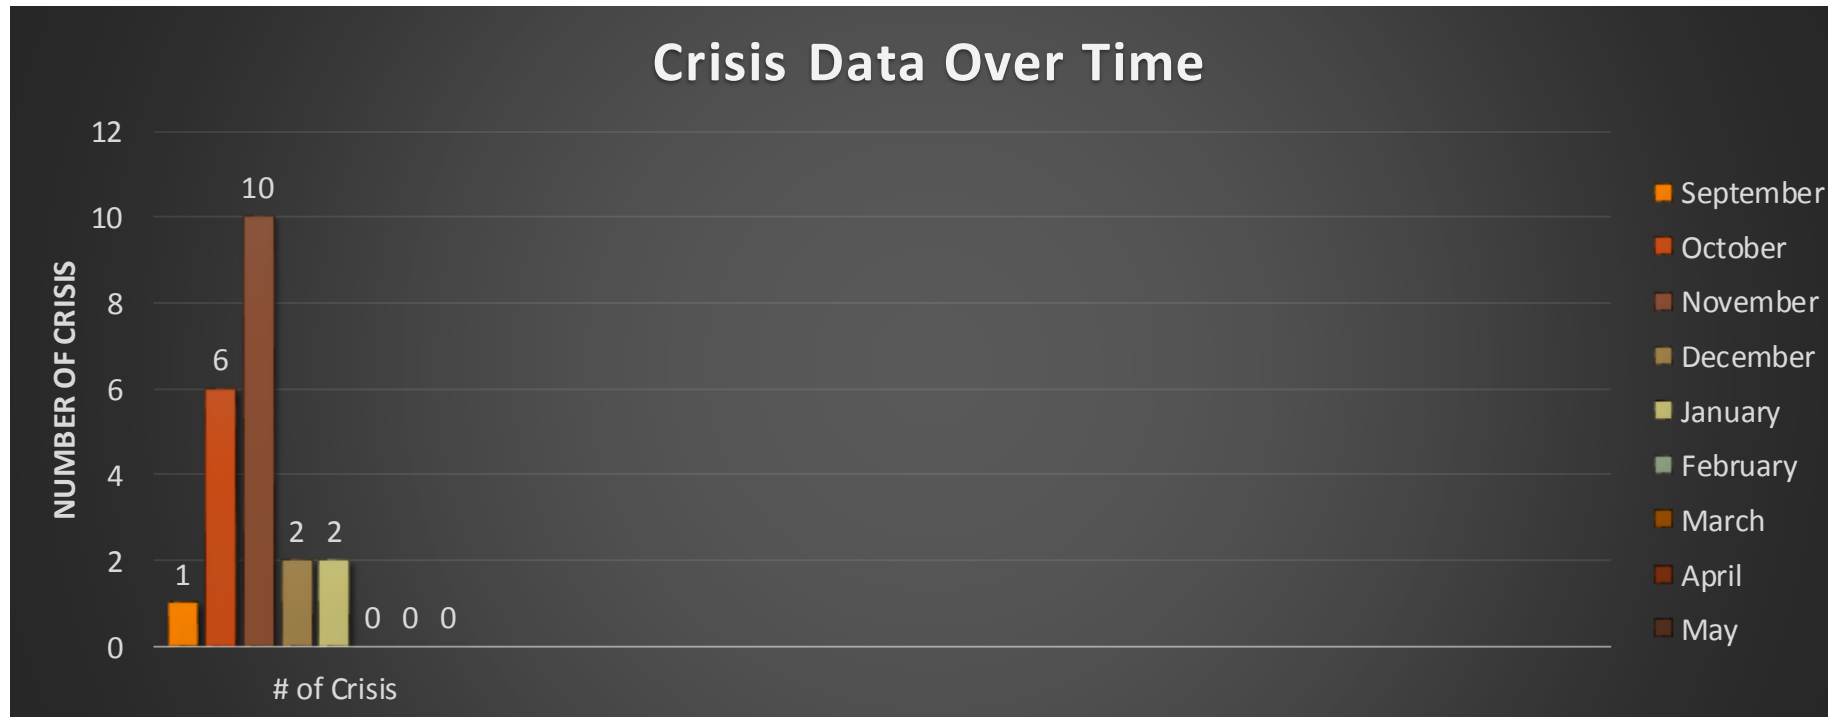 Crisis Data Over Time
NUMBER OF CRISIS
12
10
8
6
4
2
0
1
6
10
2
2
0
0
0
# of Crisis
September
October
November
December
January
February
March
April
May